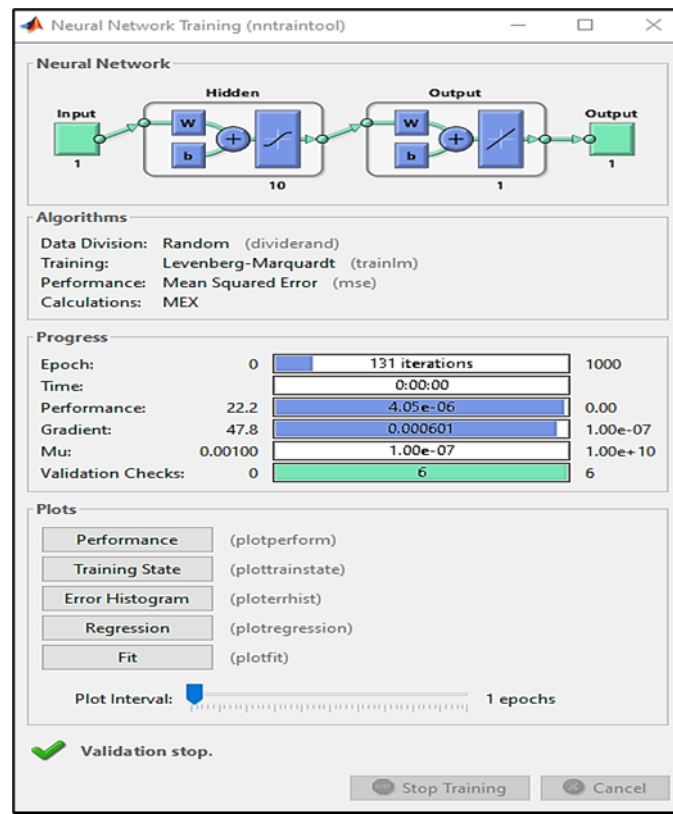 Neural Network Training (nntraintool)
Neural Network
Hidden Output
Input Output
W W
+ +
b b
1 10 1 1
Algorithms
Data Division: Random (dividerand)
Training: Levenberg-Marquardt (trainlm)
Performance: Mean Squared Error (mse)
Calculations: MEX
Progress
Epoch: 0 131 iterations 1000
Time: 0:00:00
Performance: 22.2 4.05e-06 0.00
Gradient: 47.8 0.000601 1.00e-07
Mu: 0.00100 1.00e-07 1.00e+10
Validation Checks: 0 6 6
Plots
Performance (plotperform)
Training State (plottrainstate)
Error Histogram (ploterrhist)
Regression (plotregression)
Fit (plotfit)
Plot Interval: 1 epochs
Validation stop.
Stop Training Cancel